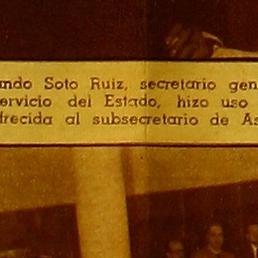 ando Soto Ruiz, secretario gen
ervicio del Estado, hizo uso
frecida al subsecretario de As